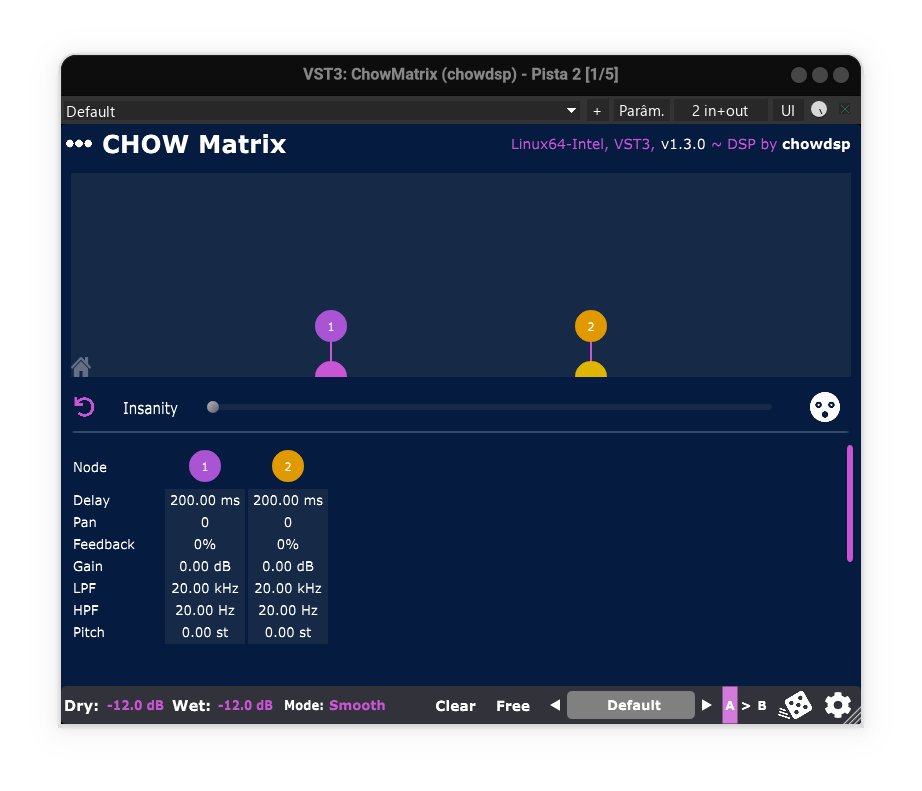 VST3: ChowMatrix (chowdsp) - Pista 2 [1/5]
Default + Parâm. 2 in+out UI
CHOW Matrix Linux64-Intel, VST3, v1.3.0 ~ DSP by chowdsp
1 2
Insanity
Node 1 2
Delay 200.00 ms 200.00 ms
Pan 0 0
Feedback 0% 0%
Gain 0.00 dB 0.00 dB
LPF 20.00 kHz 20.00 kHz
HPF 20.00 Hz 20.00 Hz
Pitch 0.00 st 0.00 st
Dry: -12.0 dB Wet: -12.0 dB Mode: Smooth Clear Free Default A > B